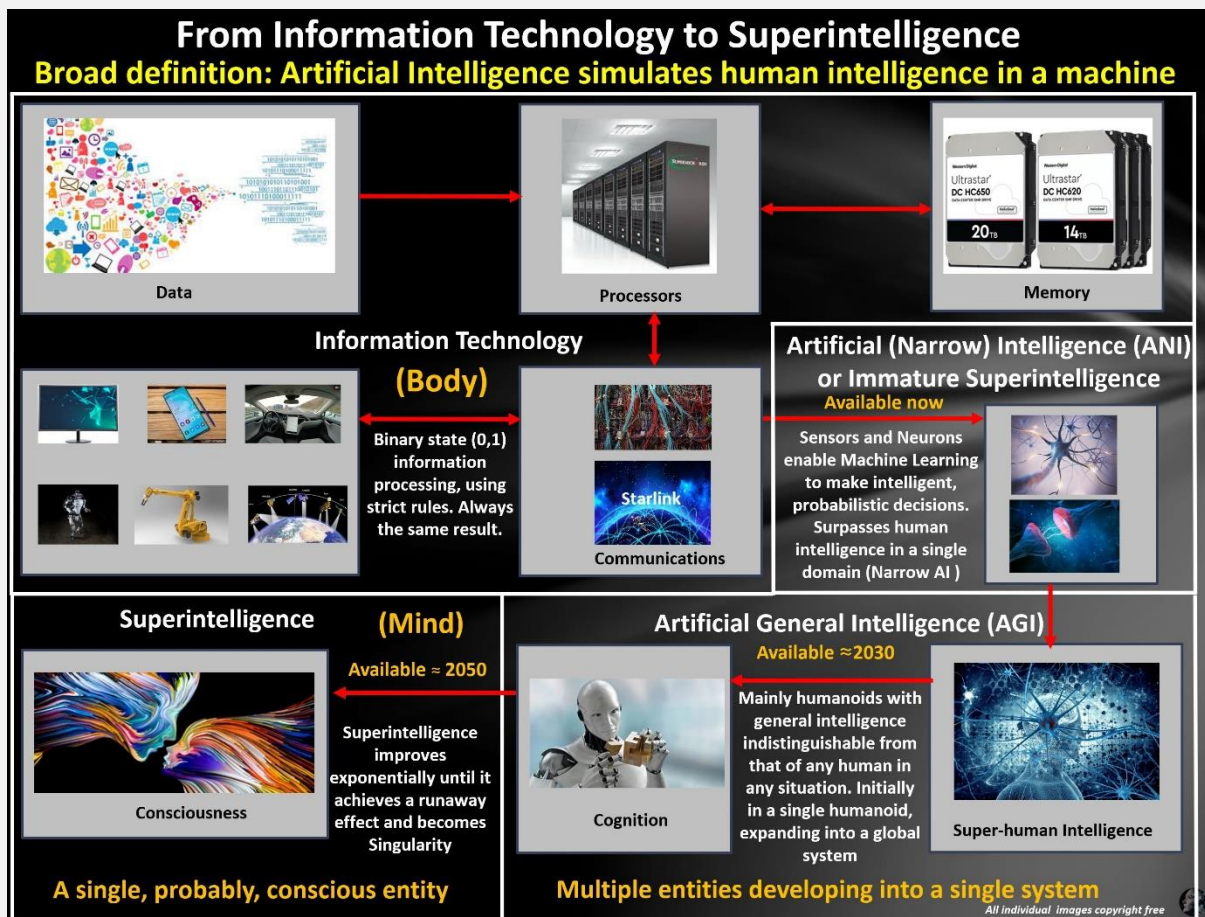 From Information Technology to Superintelligence
Broad definition: Artificial Intelligence simulates human intelligence in a machine
Data
Processors
Western Digital
Ultrastar
DC HC650
20TB
Western Digital
Ultrastar
DC HC620
14TB
Memory
Information Technology
(Body)
Binary state (0,1)
information
processing, using
strict rules. Always
the same result.
Starlink
Communications
Artificial (Narrow) Intelligence (ANI)
or Immature Superintelligence
Available now
Sensors and Neurons
enable Machine Learning
to make intelligent,
probabilistic decisions.
Surpasses human
intelligence in a single
domain (Narrow AI )
Superintelligence
(Mind)
Available ≈ 2050
Superintelligence
improves
exponentially until it
achieves a runaway
effect and becomes
Singularity
Consciousness
A single, probably, conscious entity
Artificial General Intelligence (AGI)
Available ≈2030
Mainly humanoids with
general intelligence
indistinguishable from
that of any human in
any situation. Initially
in a single humanoid,
expanding into a global
system
Cognition
Super-human Intelligence
Multiple entities developing into a single system
All individual images copyright free